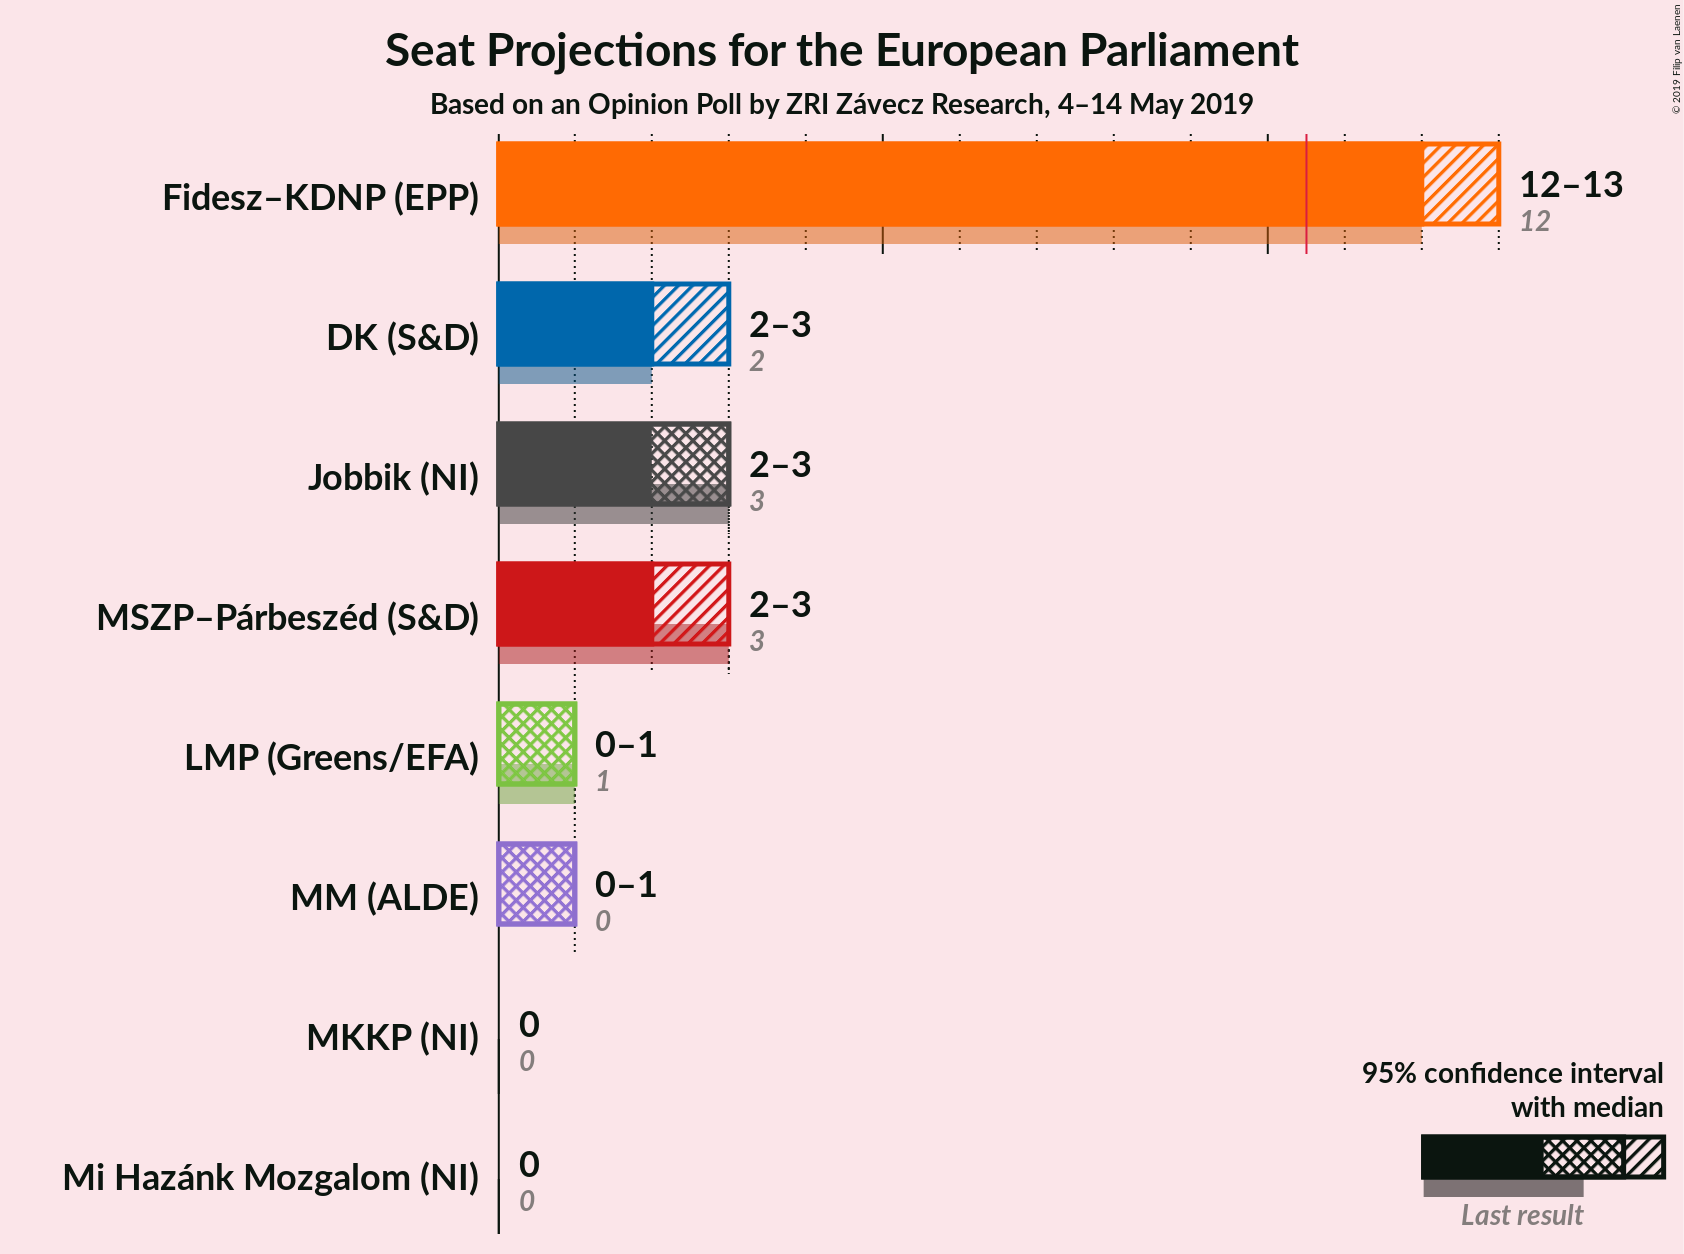 Seat Projections for the European Parliament
Based on an Opinion Poll by ZRI Závecz Research, 4–14 May 2019
© 2019 Filip van Laenen
Fidesz–KDNP (EPP)
12–13
12
DK (S&D)
2–3
2
Jobbik (NI)
2–3
3
MSZP–Párbeszéd (S&D)
2–3
3
LMP (Greens/EFA)
0–1
1
MM (ALDE)
0–1
0
MKKP (NI)
0
0
Mi Hazánk Mozgalom (NI)
0
0
95% confidence interval
with median
Last result